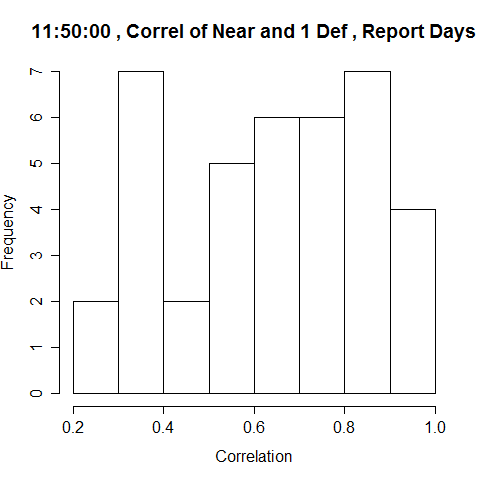 11:50:00 , Correl of Near and 1 Def , Report Days
7
6
5
4
3
2
1
0
Frequency
0.2 0.4 0.6 0.8 1.0
Correlation